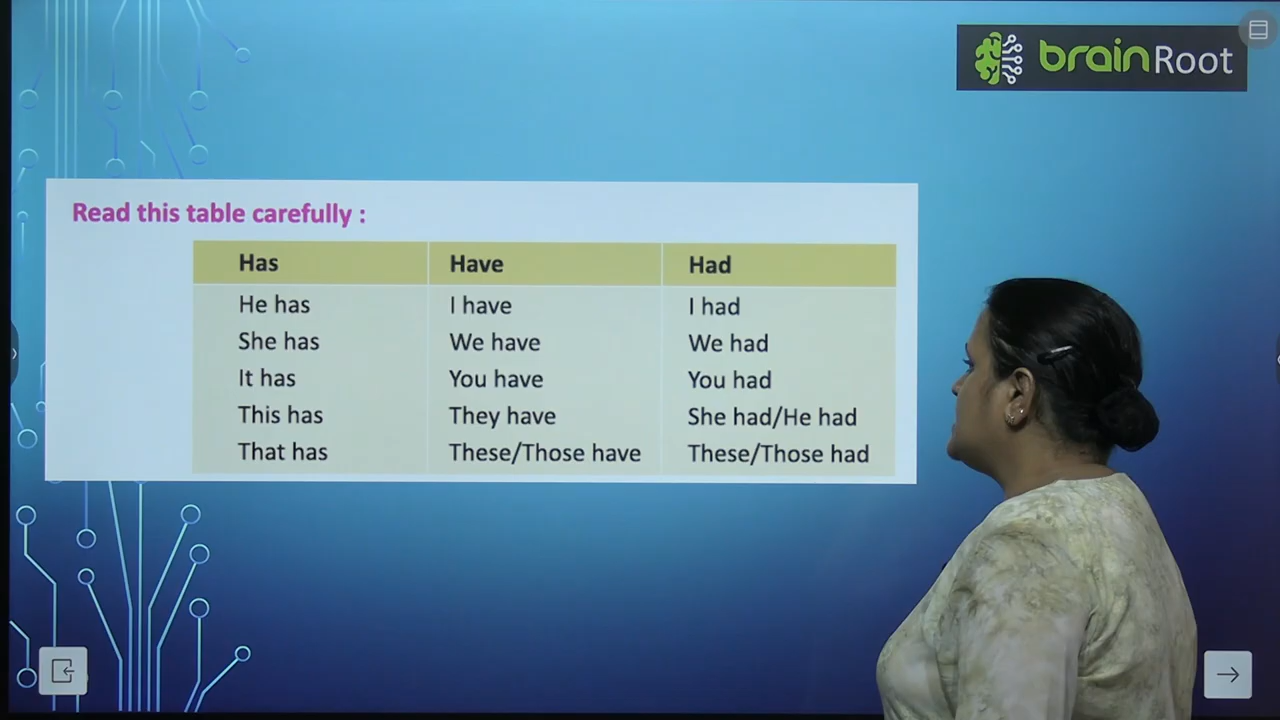 brainRoot
Read this table carefully :
Has Have Had
He has I have I had
She has We have We had
It has You have You had
This has They have She had/He had
That has These/Those have These/Those had